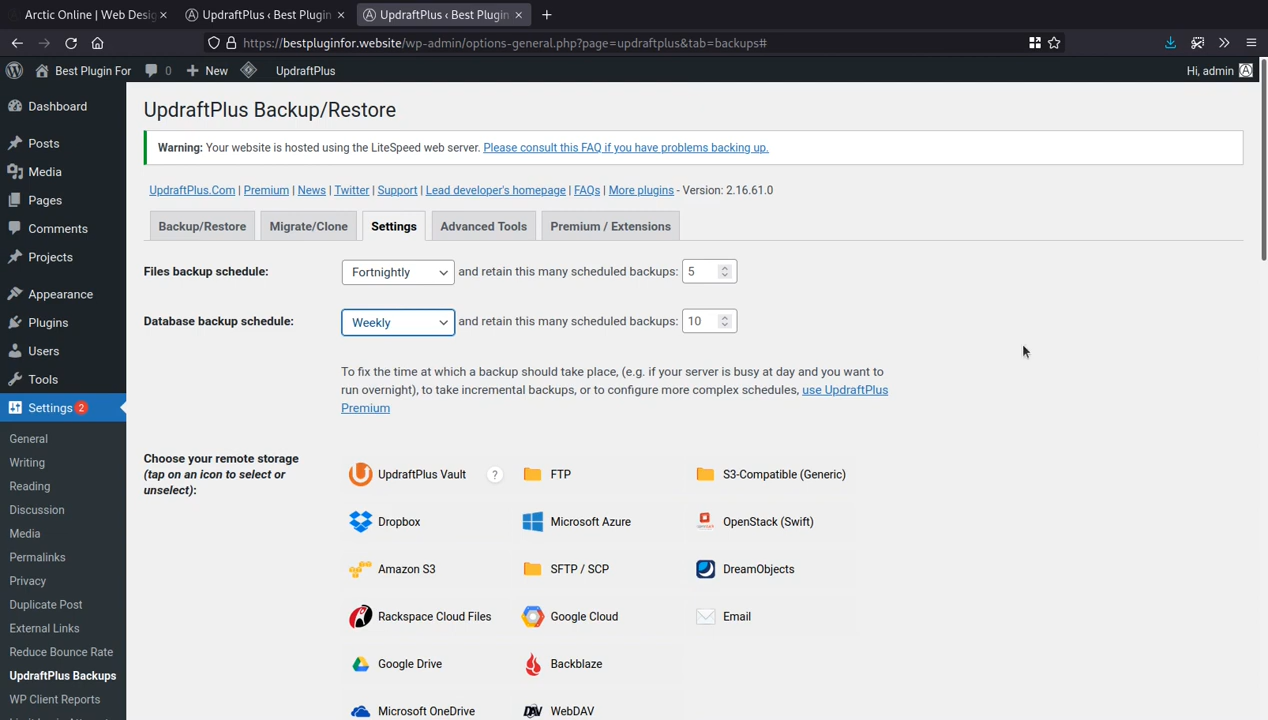 Arctic Online | Web Desig
UpdraftPlus ‹ Best Plugin
UpdraftPlus ‹ Best Plugin
https://bestpluginfor.website/wp-admin/options-general.php?page=updraftplus&tab=backups#
Best Plugin For
0
New
UpdraftPlus
Hi, admin
Dashboard
Posts
Media
Pages
Comments
Projects
Appearance
Plugins
Users
Tools
Settings 2
General
Writing
Reading
Discussion
Media
Permalinks
Privacy
Duplicate Post
External Links
Reduce Bounce Rate
UpdraftPlus Backups
WP Client Reports
UpdraftPlus Backup/Restore
Warning: Your website is hosted using the LiteSpeed web server. Please consult this FAQ if you have problems backing up.
UpdraftPlus.Com | Premium | News | Twitter | Support | Lead developer's homepage | FAQs | More plugins - Version: 2.16.61.0
Backup/Restore
Migrate/Clone
Settings
Advanced Tools
Premium / Extensions
Files backup schedule:
Fortnightly
and retain this many scheduled backups: 5
Database backup schedule:
Weekly
and retain this many scheduled backups: 10
To fix the time at which a backup should take place, (e.g. if your server is busy at day and you want to
run overnight), to take incremental backups, or to configure more complex schedules, use UpdraftPlus
Premium
Choose your remote storage
(tap on an icon to select or
unselect):
UpdraftPlus Vault ?
FTP
S3-Compatible (Generic)
Dropbox
Microsoft Azure
OpenStack (Swift)
Amazon S3
SFTP / SCP
DreamObjects
Rackspace Cloud Files
Google Cloud
Email
Google Drive
Backblaze
Microsoft OneDrive
WebDAV